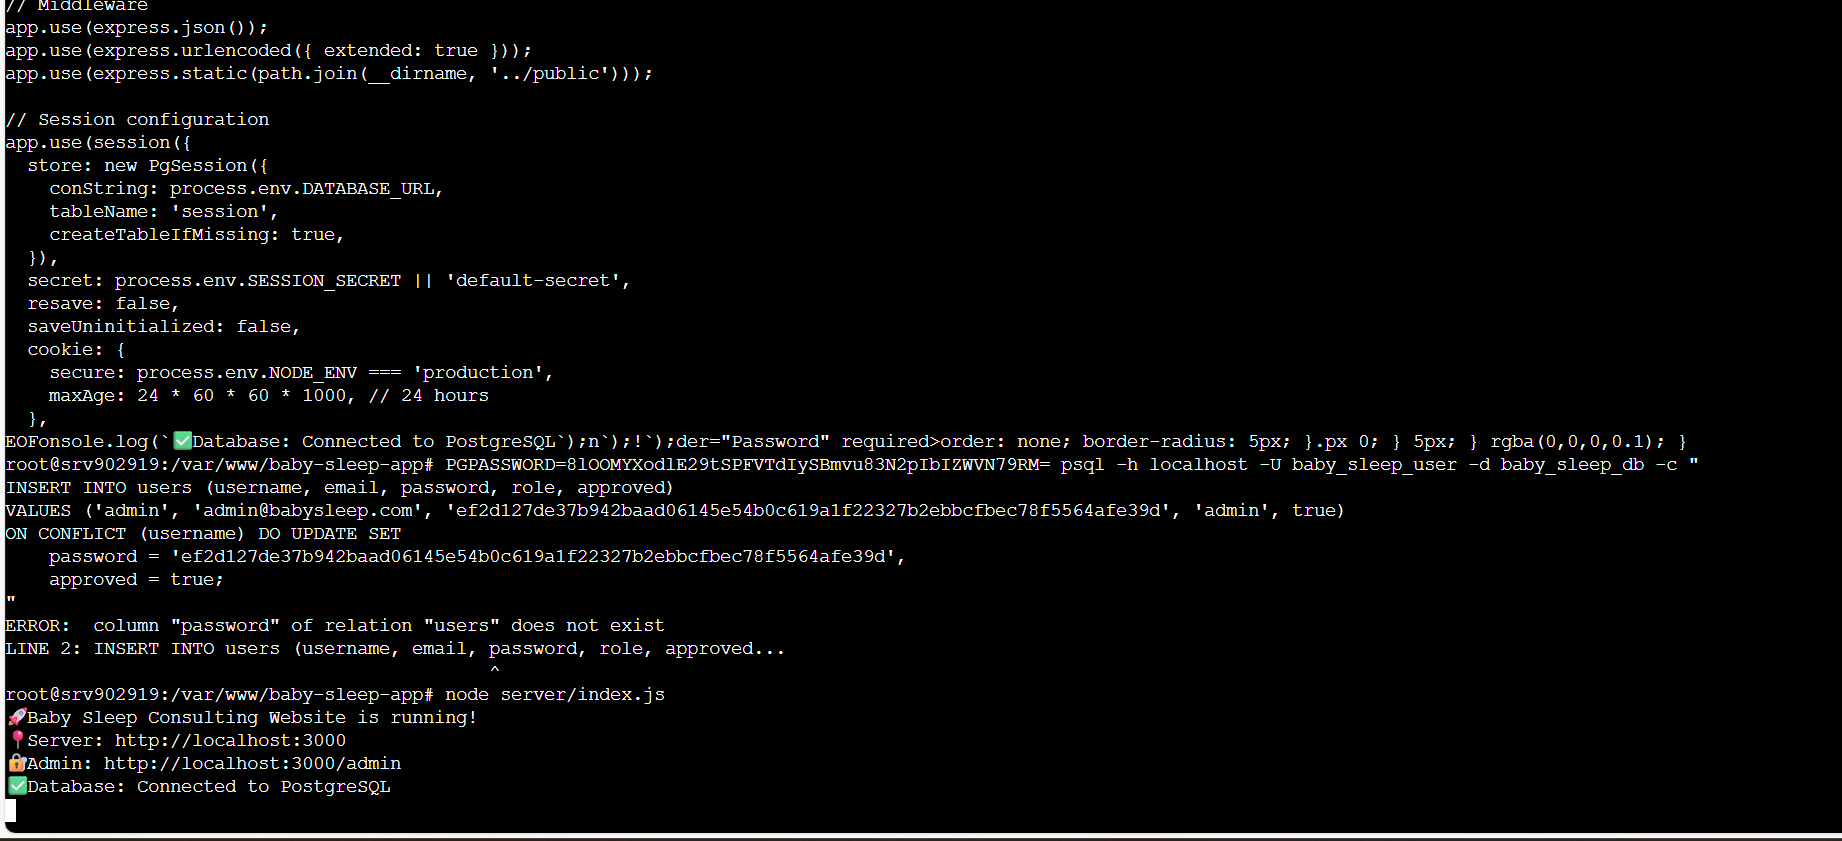 // Middleware
app.use(express.json());
app.use(express.urlencoded({ extended: true }));
app.use(express.static(path.join(__dirname, '../public')));
// Session configuration
app.use(session({
  store: new PgSession({
    conString: process.env.DATABASE_URL,
    tableName: 'session',
    createTableIfMissing: true,
  }),
  secret: process.env.SESSION_SECRET || 'default-secret',
  resave: false,
  saveUninitialized: false,
  cookie: {
    secure: process.env.NODE_ENV === 'production',
    maxAge: 24 * 60 * 60 * 1000, // 24 hours
  },
EOFonsole.log(`✅Database: Connected to PostgreSQL`);n`);!`);der="Password" required>order: none; border-radius: 5px; }.px 0; } 5px; } rgba(0,0,0,0.1); }
root@srv902919:/var/www/baby-sleep-app# PGPASSWORD=8lOOMYXodlE29tSPFVTdIySBmvu83N2pIbIZWVN79RM= psql -h localhost -U baby_sleep_user -d baby_sleep_db -c "
INSERT INTO users (username, email, password, role, approved)
VALUES ('admin', 'admin@babysleep.com', 'ef2d127de37b942baad06145e54b0c619a1f22327b2ebbcfbec78f5564afe39d', 'admin', true)
ON CONFLICT (username) DO UPDATE SET
    password = 'ef2d127de37b942baad06145e54b0c619a1f22327b2ebbcfbec78f5564afe39d',
    approved = true;
"
ERROR:  column "password" of relation "users" does not exist
LINE 2: INSERT INTO users (username, email, password, role, approved...
                                            ^
root@srv902919:/var/www/baby-sleep-app# node server/index.js
🚀Baby Sleep Consulting Website is running!
📍Server: http://localhost:3000
🔐Admin: http://localhost:3000/admin
✅Database: Connected to PostgreSQL